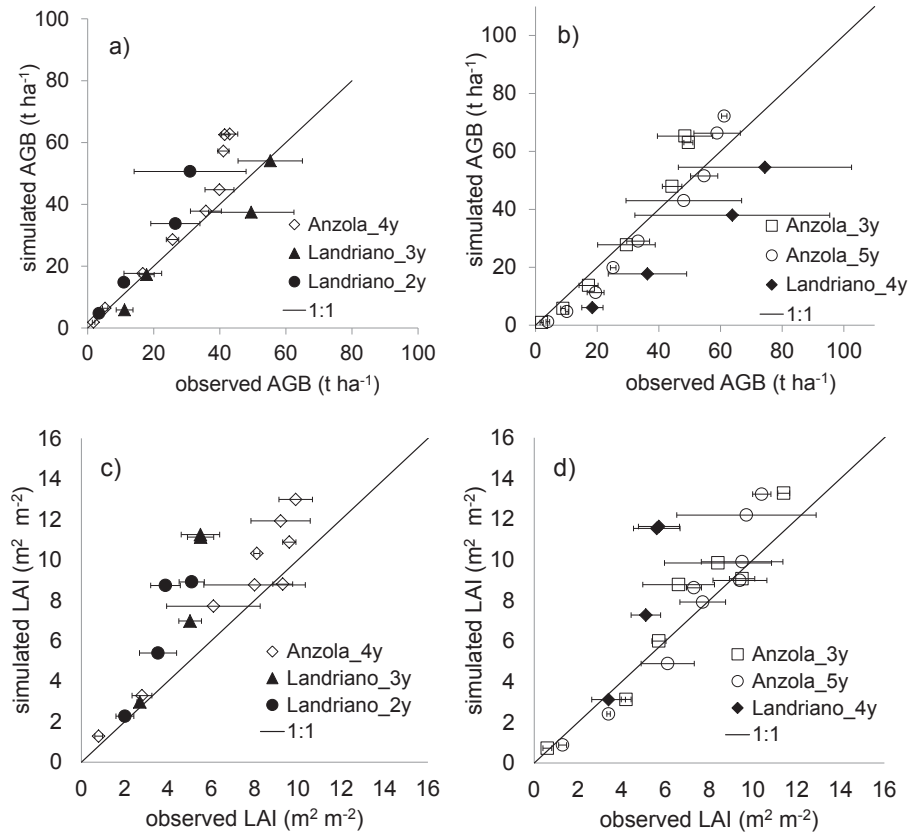 a)
simulated AGB (t ha⁻¹)
100
80
60
40
20
0
0 20 40 60 80 100
observed AGB (t ha⁻¹)
Anzola_4y
Landriano_3y
Landriano_2y
1:1
b)
simulated AGB (t ha⁻¹)
100
80
60
40
20
0
0 20 40 60 80 100
observed AGB (t ha⁻¹)
Anzola_3y
Anzola_5y
Landriano_4y
1:1
c)
simulated LAI (m² m⁻²)
16
14
12
10
8
6
4
2
0
0 2 4 6 8 10 12 14 16
observed LAI (m² m⁻²)
Anzola_4y
Landriano_3y
Landriano_2y
1:1
d)
simulated LAI (m² m⁻²)
16
14
12
10
8
6
4
2
0
0 2 4 6 8 10 12 14 16
observed LAI (m² m⁻²)
Anzola_3y
Anzola_5y
Landriano_4y
1:1